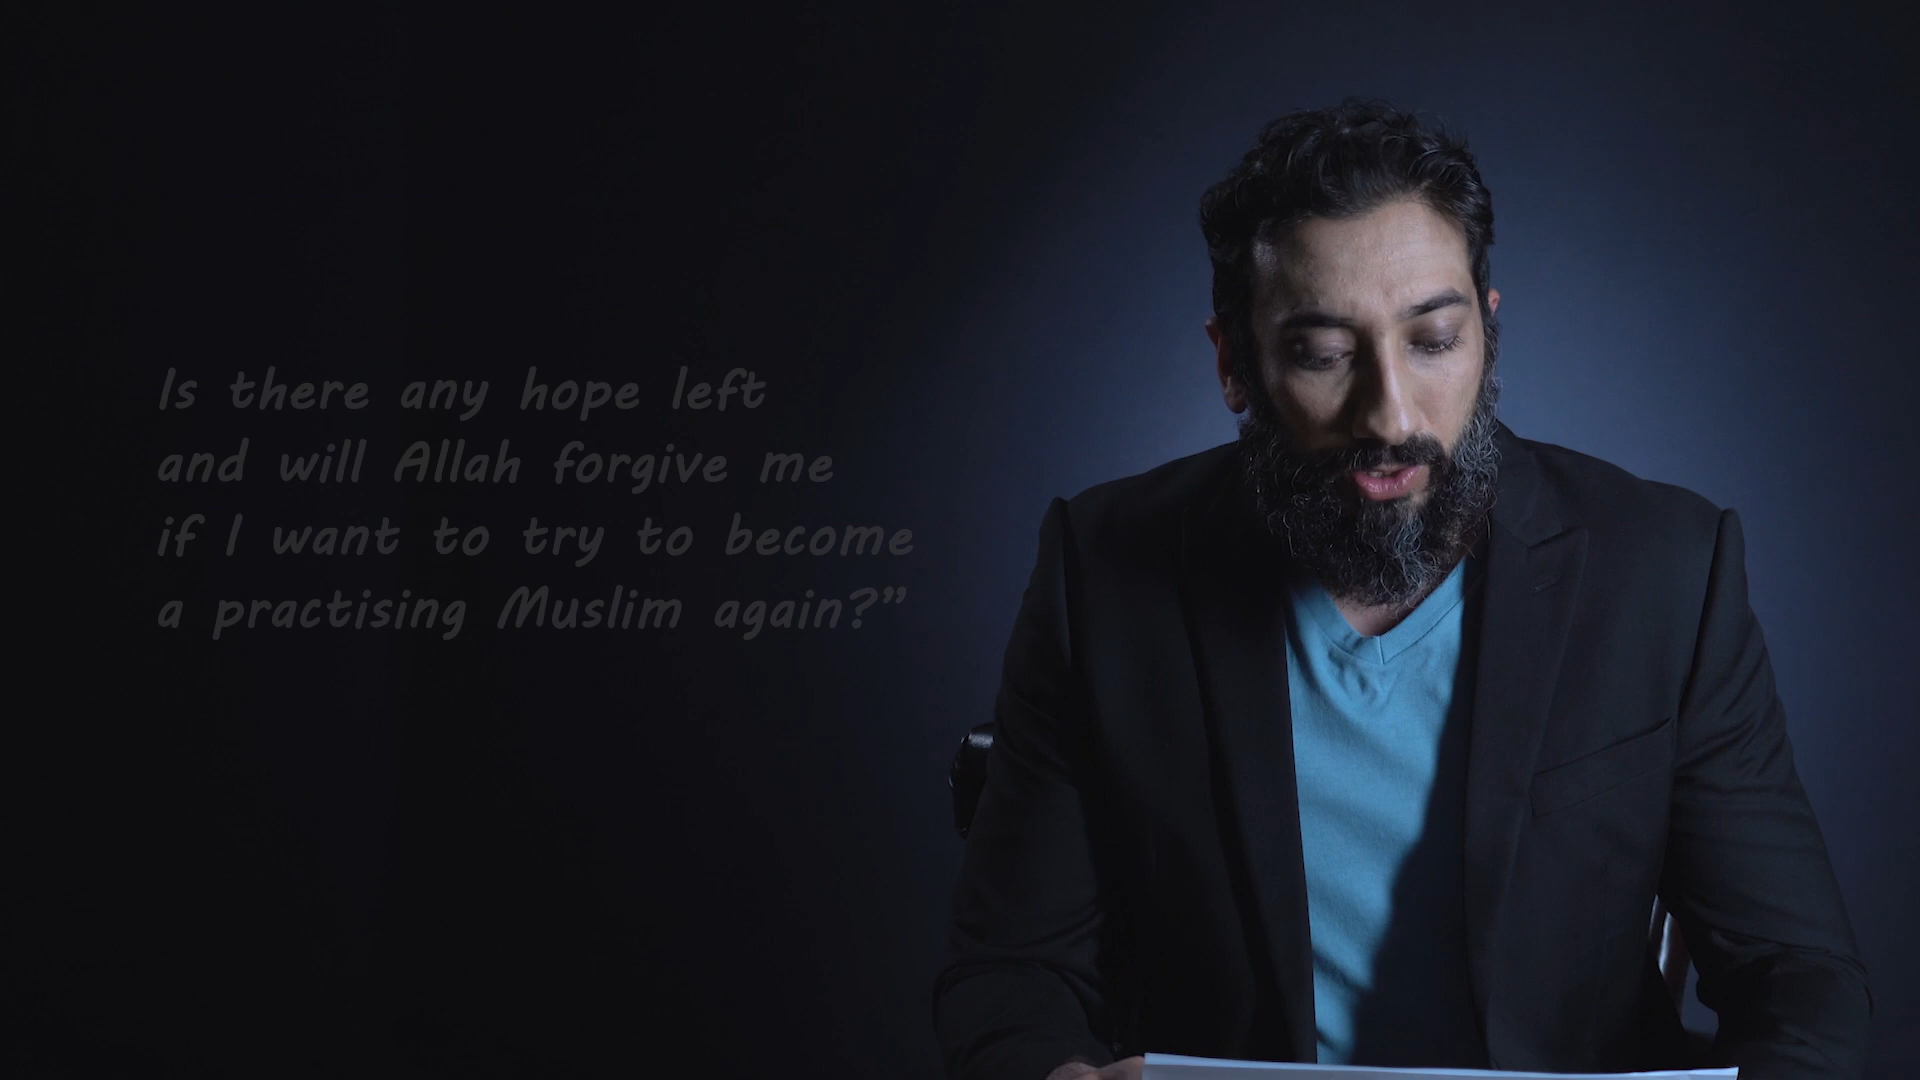 Is there any hope left
and will Allah forgive me
if I want to try to become
a practising Muslim again?”